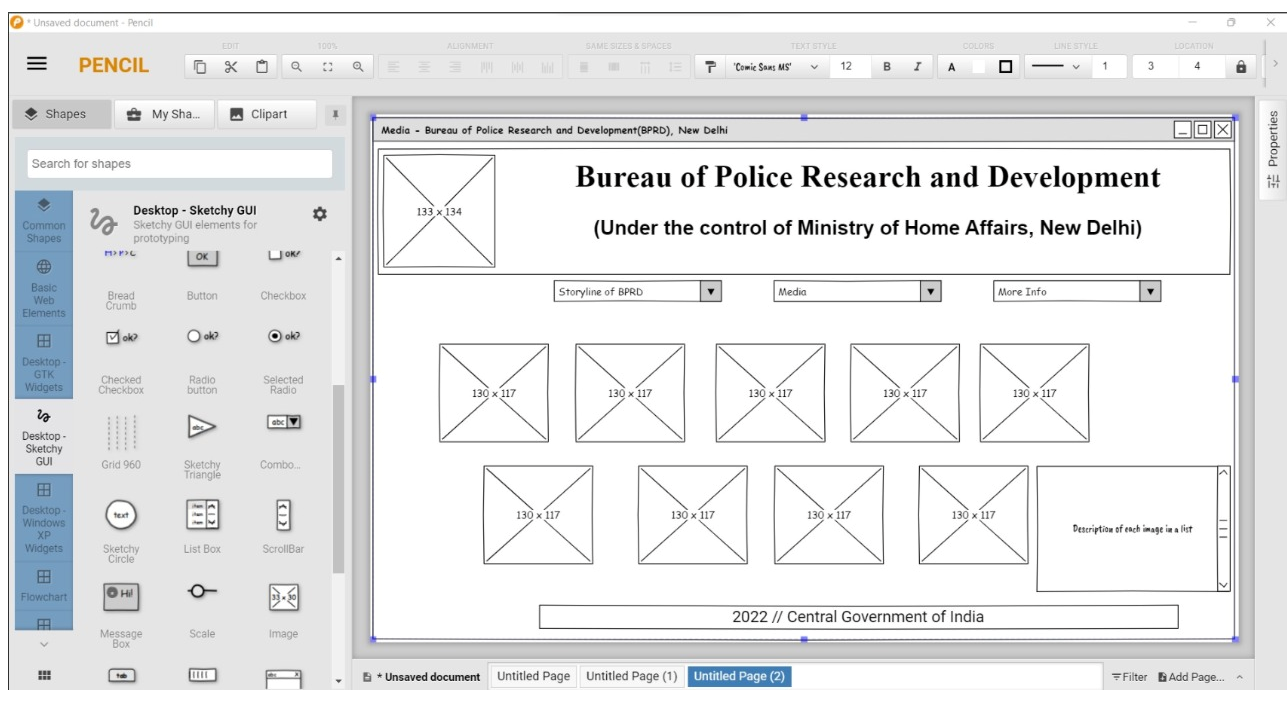 * Unsaved document - Pencil
EDIT 100% ALIGNMENT SAME SIZES & SPACES TEXT STYLE COLORS LINE STYLE LOCATION
PENCIL 'Comic Sans MS' 12 B I A 1 3 4
Shapes My Sha... Clipart
Search for shapes
Desktop - Sketchy GUI
Sketchy GUI elements for
prototyping
Common
Shapes
Basic
Web
Elements
Desktop -
GTK
Widgets
Desktop -
Sketchy
GUI
Desktop -
Windows
XP
Widgets
Flowchart
OK ok?
Bread
Crumb
Button
Checkbox
ok? ok? ok?
Checked
Checkbox
Radio
button
Selected
Radio
abc abc
Grid 960
Sketchy
Triangle
Combo...
text item
item
item
Sketchy
Circle
List Box
ScrollBar
Hi! 33 × 30
Message
Box
Scale
Image
tab abc X
Media - Bureau of Police Research and Development(BPRD), New Delhi
133 × 134
Bureau of Police Research and Development
(Under the control of Ministry of Home Affairs, New Delhi)
Storyline of BPRD Media More Info
130 × 117 130 × 117 130 × 117 130 × 117 130 × 117
130 × 117 130 × 117 130 × 117 130 × 117
Description of each image in a list
2022 // Central Government of India
* Unsaved document Untitled Page Untitled Page (1) Untitled Page (2) Filter Add Page...
Properties